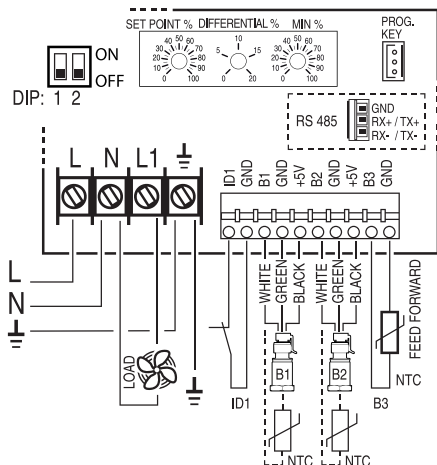 SET POINT % DIFFERENTIAL % MIN %
0 10 20 30 40 50 60 70 80 90 100
0 5 10 15 20
0 10 20 30 40 50 60 70 80 90 100
PROG.
KEY
ON
OFF
DIP: 1 2
RS 485
GND
RX+ / TX+
RX- / TX-
L N L1
ID1 GND B1 GND +5V B2 GND +5V B3 GND
L
N
WHITE GREEN BLACK WHITE GREEN BLACK
FEED FORWARD
LOAD
B1 B2
NTC
ID1
B3
NTC NTC